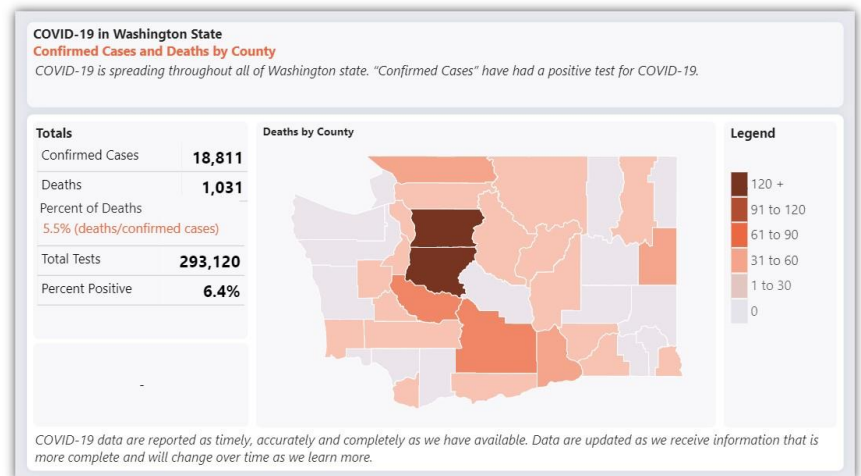 COVID-19 in Washington State
Confirmed Cases and Deaths by County
COVID-19 is spreading throughout all of Washington state. “Confirmed Cases” have had a positive test for COVID-19.
Totals
Confirmed Cases 18,811
Deaths 1,031
Percent of Deaths
5.5% (deaths/confirmed cases)
Total Tests 293,120
Percent Positive 6.4%
-
Deaths by County
Legend
120 +
91 to 120
61 to 90
31 to 60
1 to 30
0
COVID-19 data are reported as timely, accurately and completely as we have available. Data are updated as we receive information that is
more complete and will change over time as we learn more.